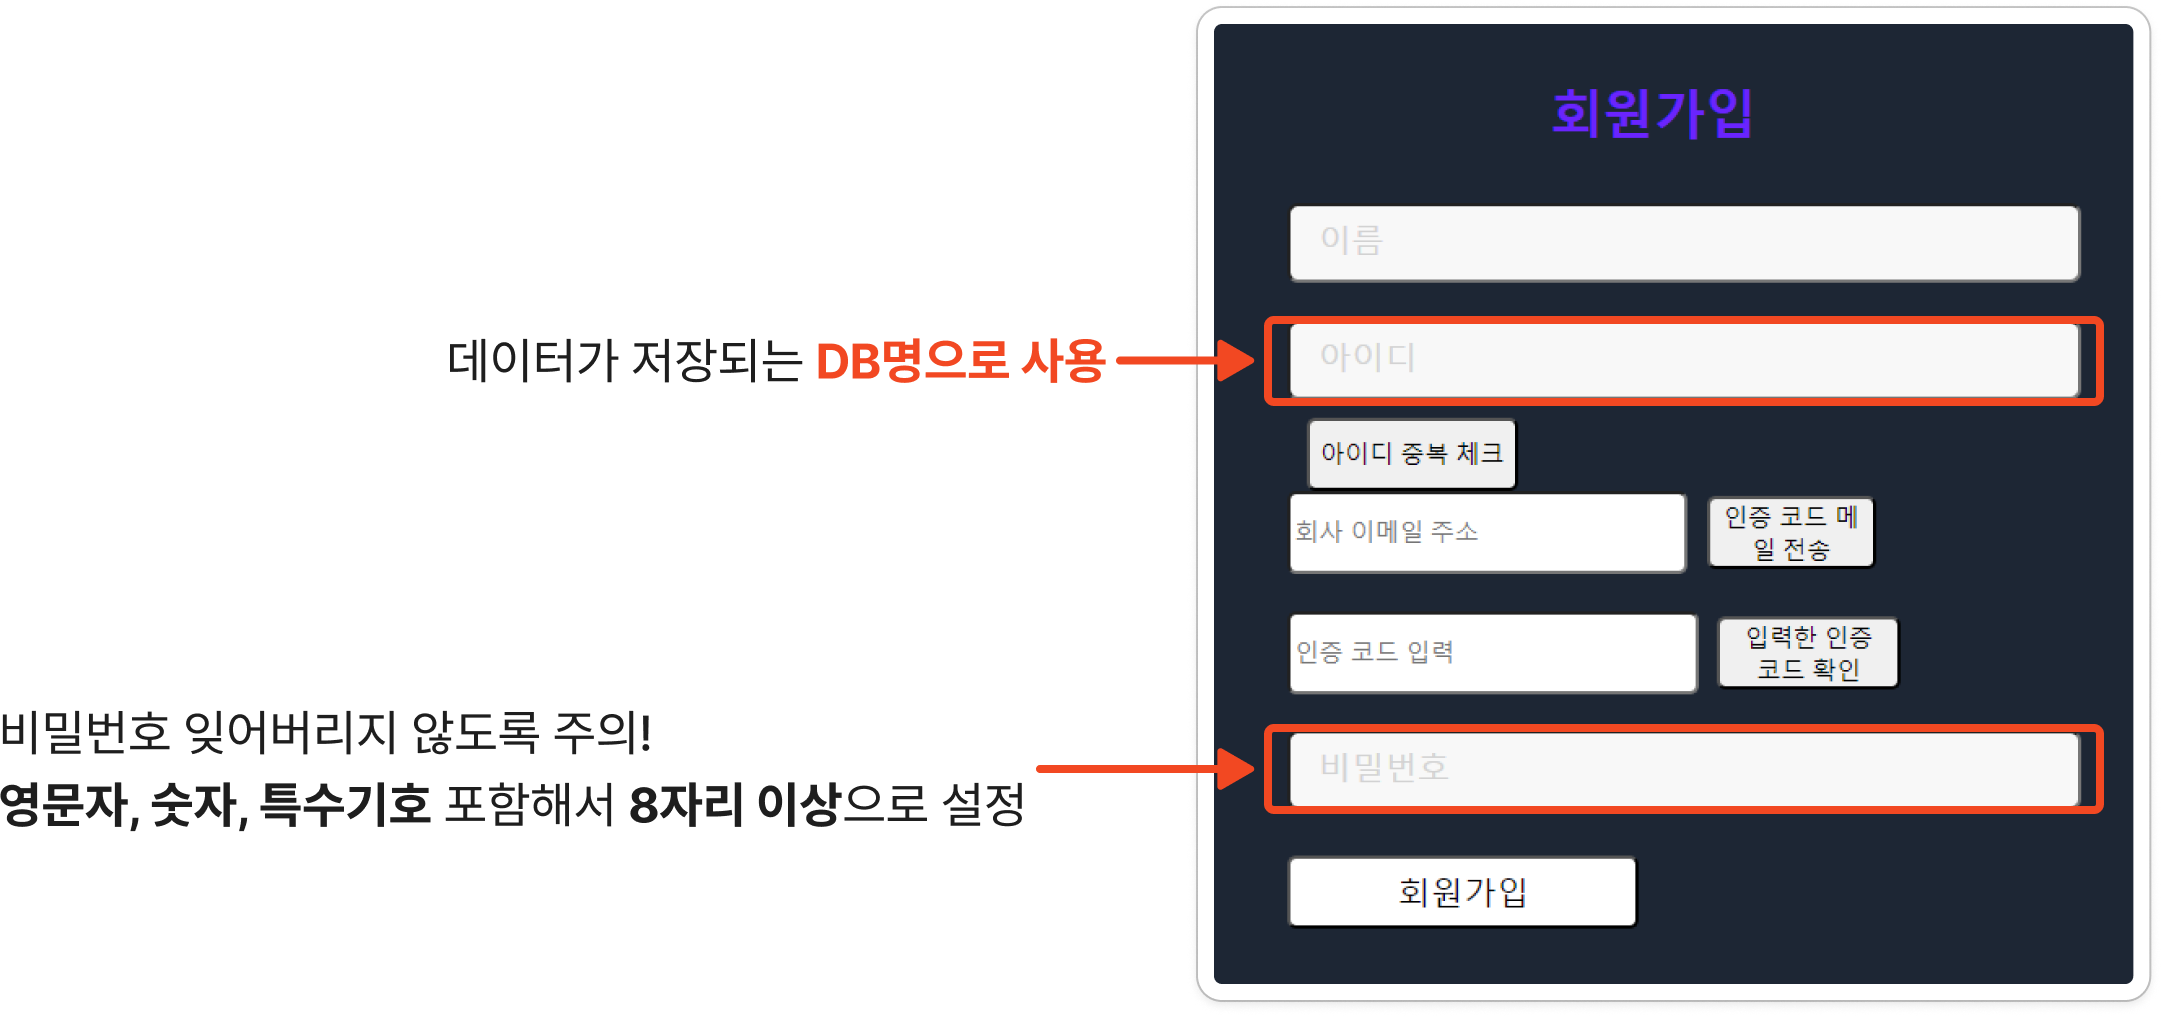 회원가입
이름
데이터가 저장되는 DB명으로 사용
아이디
아이디 중복 체크
회사 이메일 주소
인증 코드 메
일 전송
인증 코드 입력
입력한 인증
코드 확인
비밀번호 잊어버리지 않도록 주의!
영문자, 숫자, 특수기호 포함해서 8자리 이상으로 설정
비밀번호
회원가입